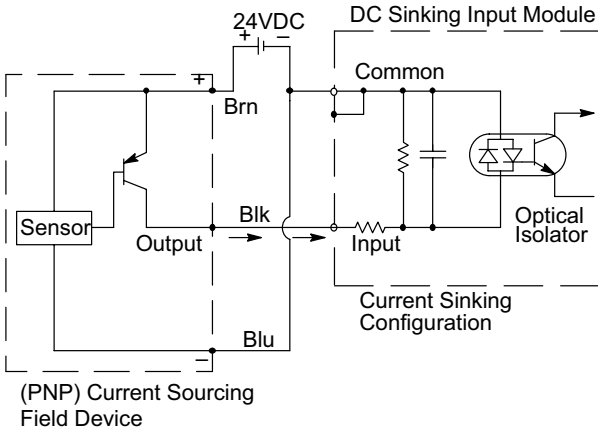 DC Sinking Input Module
24VDC
+ −
Common
+
Brn
Sensor
Output
Blk
Input
Optical
Isolator
Current Sinking
Configuration
Blu
−
(PNP) Current Sourcing
Field Device